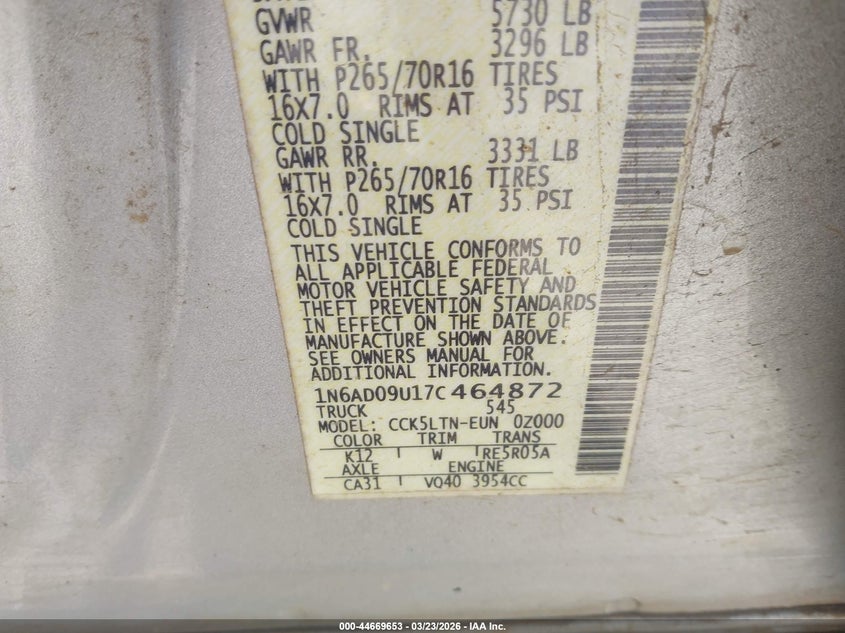 GVWR 5730 LB
GAWR FR. 3296 LB
WITH P265/70R16 TIRES
16X7.0 RIMS AT 35 PSI
COLD SINGLE
GAWR RR. 3331 LB
WITH P265/70R16 TIRES
16X7.0 RIMS AT 35 PSI
COLD SINGLE
THIS VEHICLE CONFORMS TO
ALL APPLICABLE FEDERAL
MOTOR VEHICLE SAFETY AND
THEFT PREVENTION STANDARDS
IN EFFECT ON THE DATE OF
MANUFACTURE SHOWN ABOVE.
SEE OWNERS MANUAL FOR
ADDITIONAL INFORMATION.
1N6AD09U17C464872
TRUCK 545
MODEL: CCK5LTN-EUN 0Z000
COLOR TRIM TRANS
K12 W RE5R05A
AXLE ENGINE
CA31 VQ40 3954CC
000-44669653 - 03/23/2026 - IAA Inc.